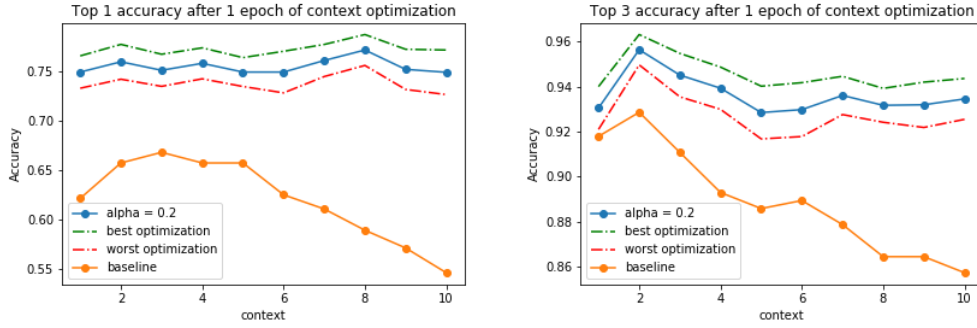 Top 1 accuracy after 1 epoch of context optimization
Accuracy
0.75
0.70
0.65
0.60
0.55
alpha = 0.2
best optimization
worst optimization
baseline
2
4
6
8
10
context
Top 3 accuracy after 1 epoch of context optimization
Accuracy
0.96
0.94
0.92
0.90
0.88
0.86
alpha = 0.2
best optimization
worst optimization
baseline
2
4
6
8
10
context